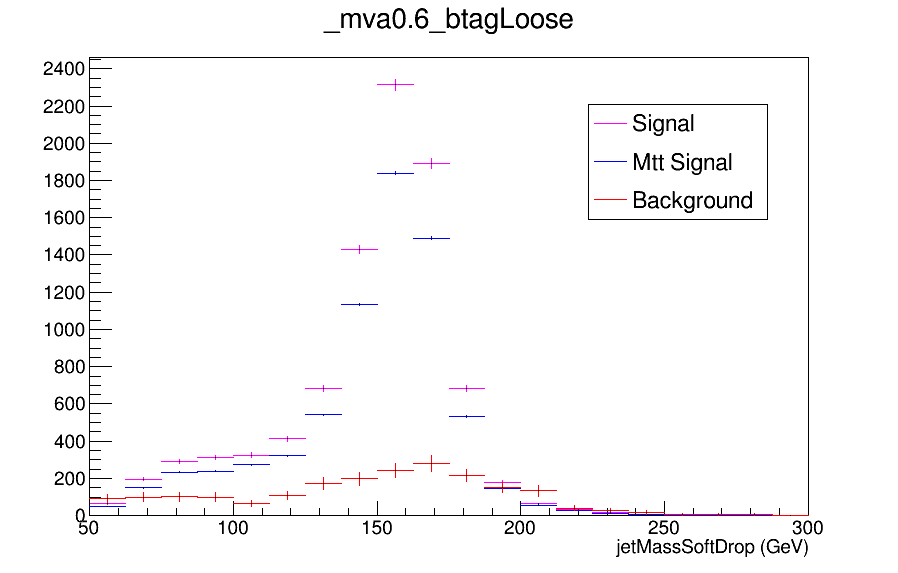 _mva0.6_btagLoose
2400
2200
2000
1800
1600
1400
1200
1000
800
600
400
200
0
Signal
Mtt Signal
Background
50 100 150 200 250 300
jetMassSoftDrop (GeV)